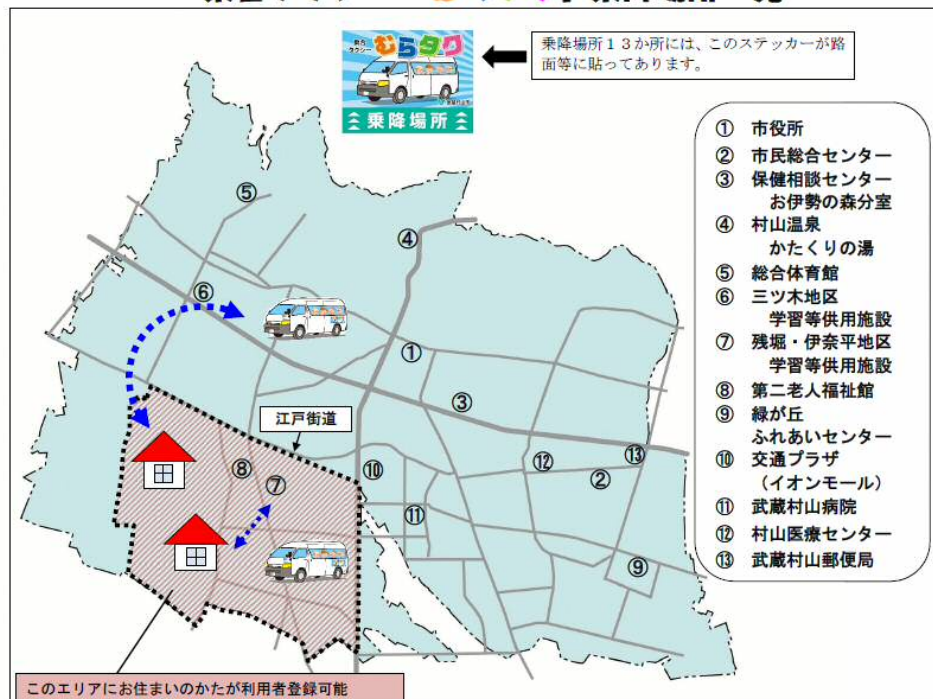 むらタク
乗降場所
乗降場所13か所には、このステッカーが路
面等に貼ってあります。
① 市役所
② 市民総合センター
③ 保健相談センター
お伊勢の森分室
④ 村山温泉
かたくりの湯
⑤ 総合体育館
⑥ 三ツ木地区
学習等供用施設
⑦ 残堀・伊奈平地区
学習等供用施設
⑧ 第二老人福祉館
⑨ 緑が丘
ふれあいセンター
⑩ 交通プラザ
(イオンモール)
⑪ 武蔵村山病院
⑫ 村山医療センター
⑬ 武蔵村山郵便局
⑤
④
⑥
①
③
江戸街道
⑧
⑦
⑩
⑫
⑬
②
⑪
⑨
このエリアにお住まいのかたが利用者登録可能